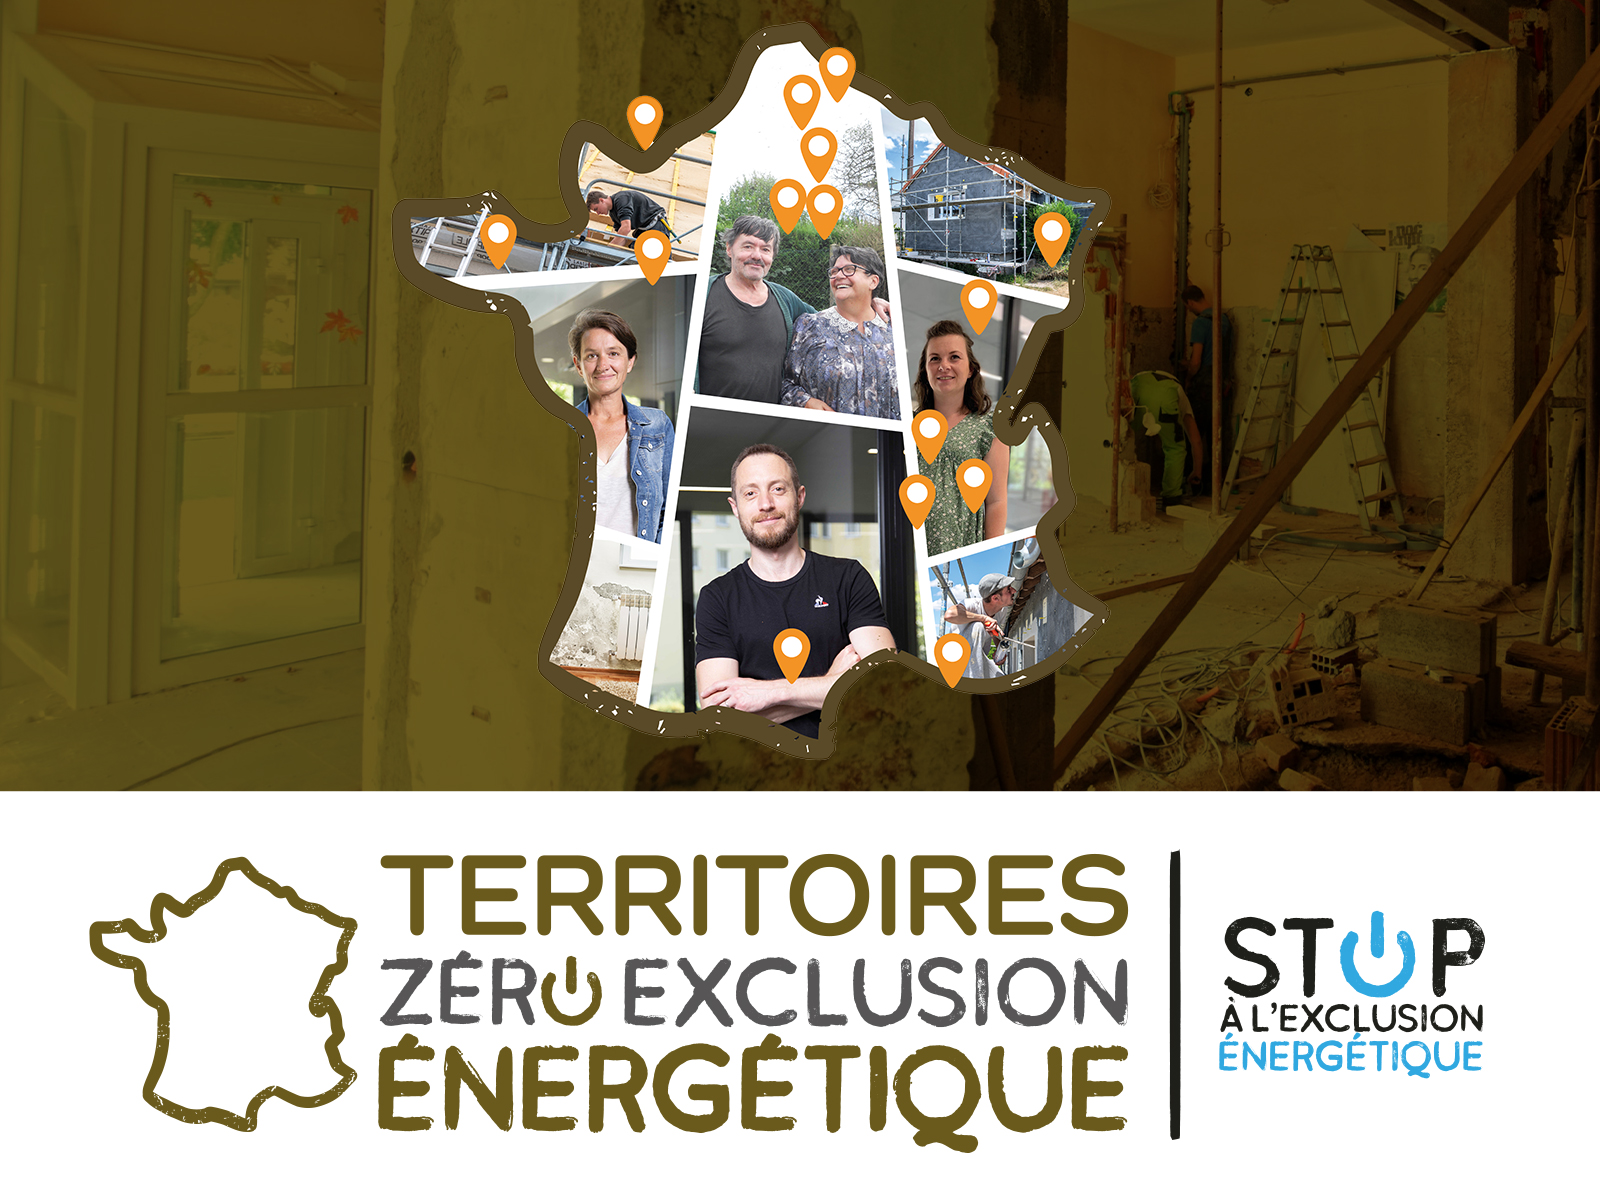 TERRITOIRES
ZÉRO EXCLUSION
ÉNERGÉTIQUE
STOP
À L'EXCLUSION
ÉNERGÉTIQUE